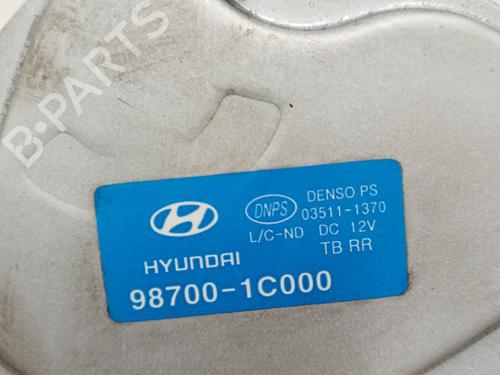 B-PARTS
DNPS
DENSO PS
03511-1370
L/C-ND DC 12V
TB RR
HYUNDAI
98700-1C000